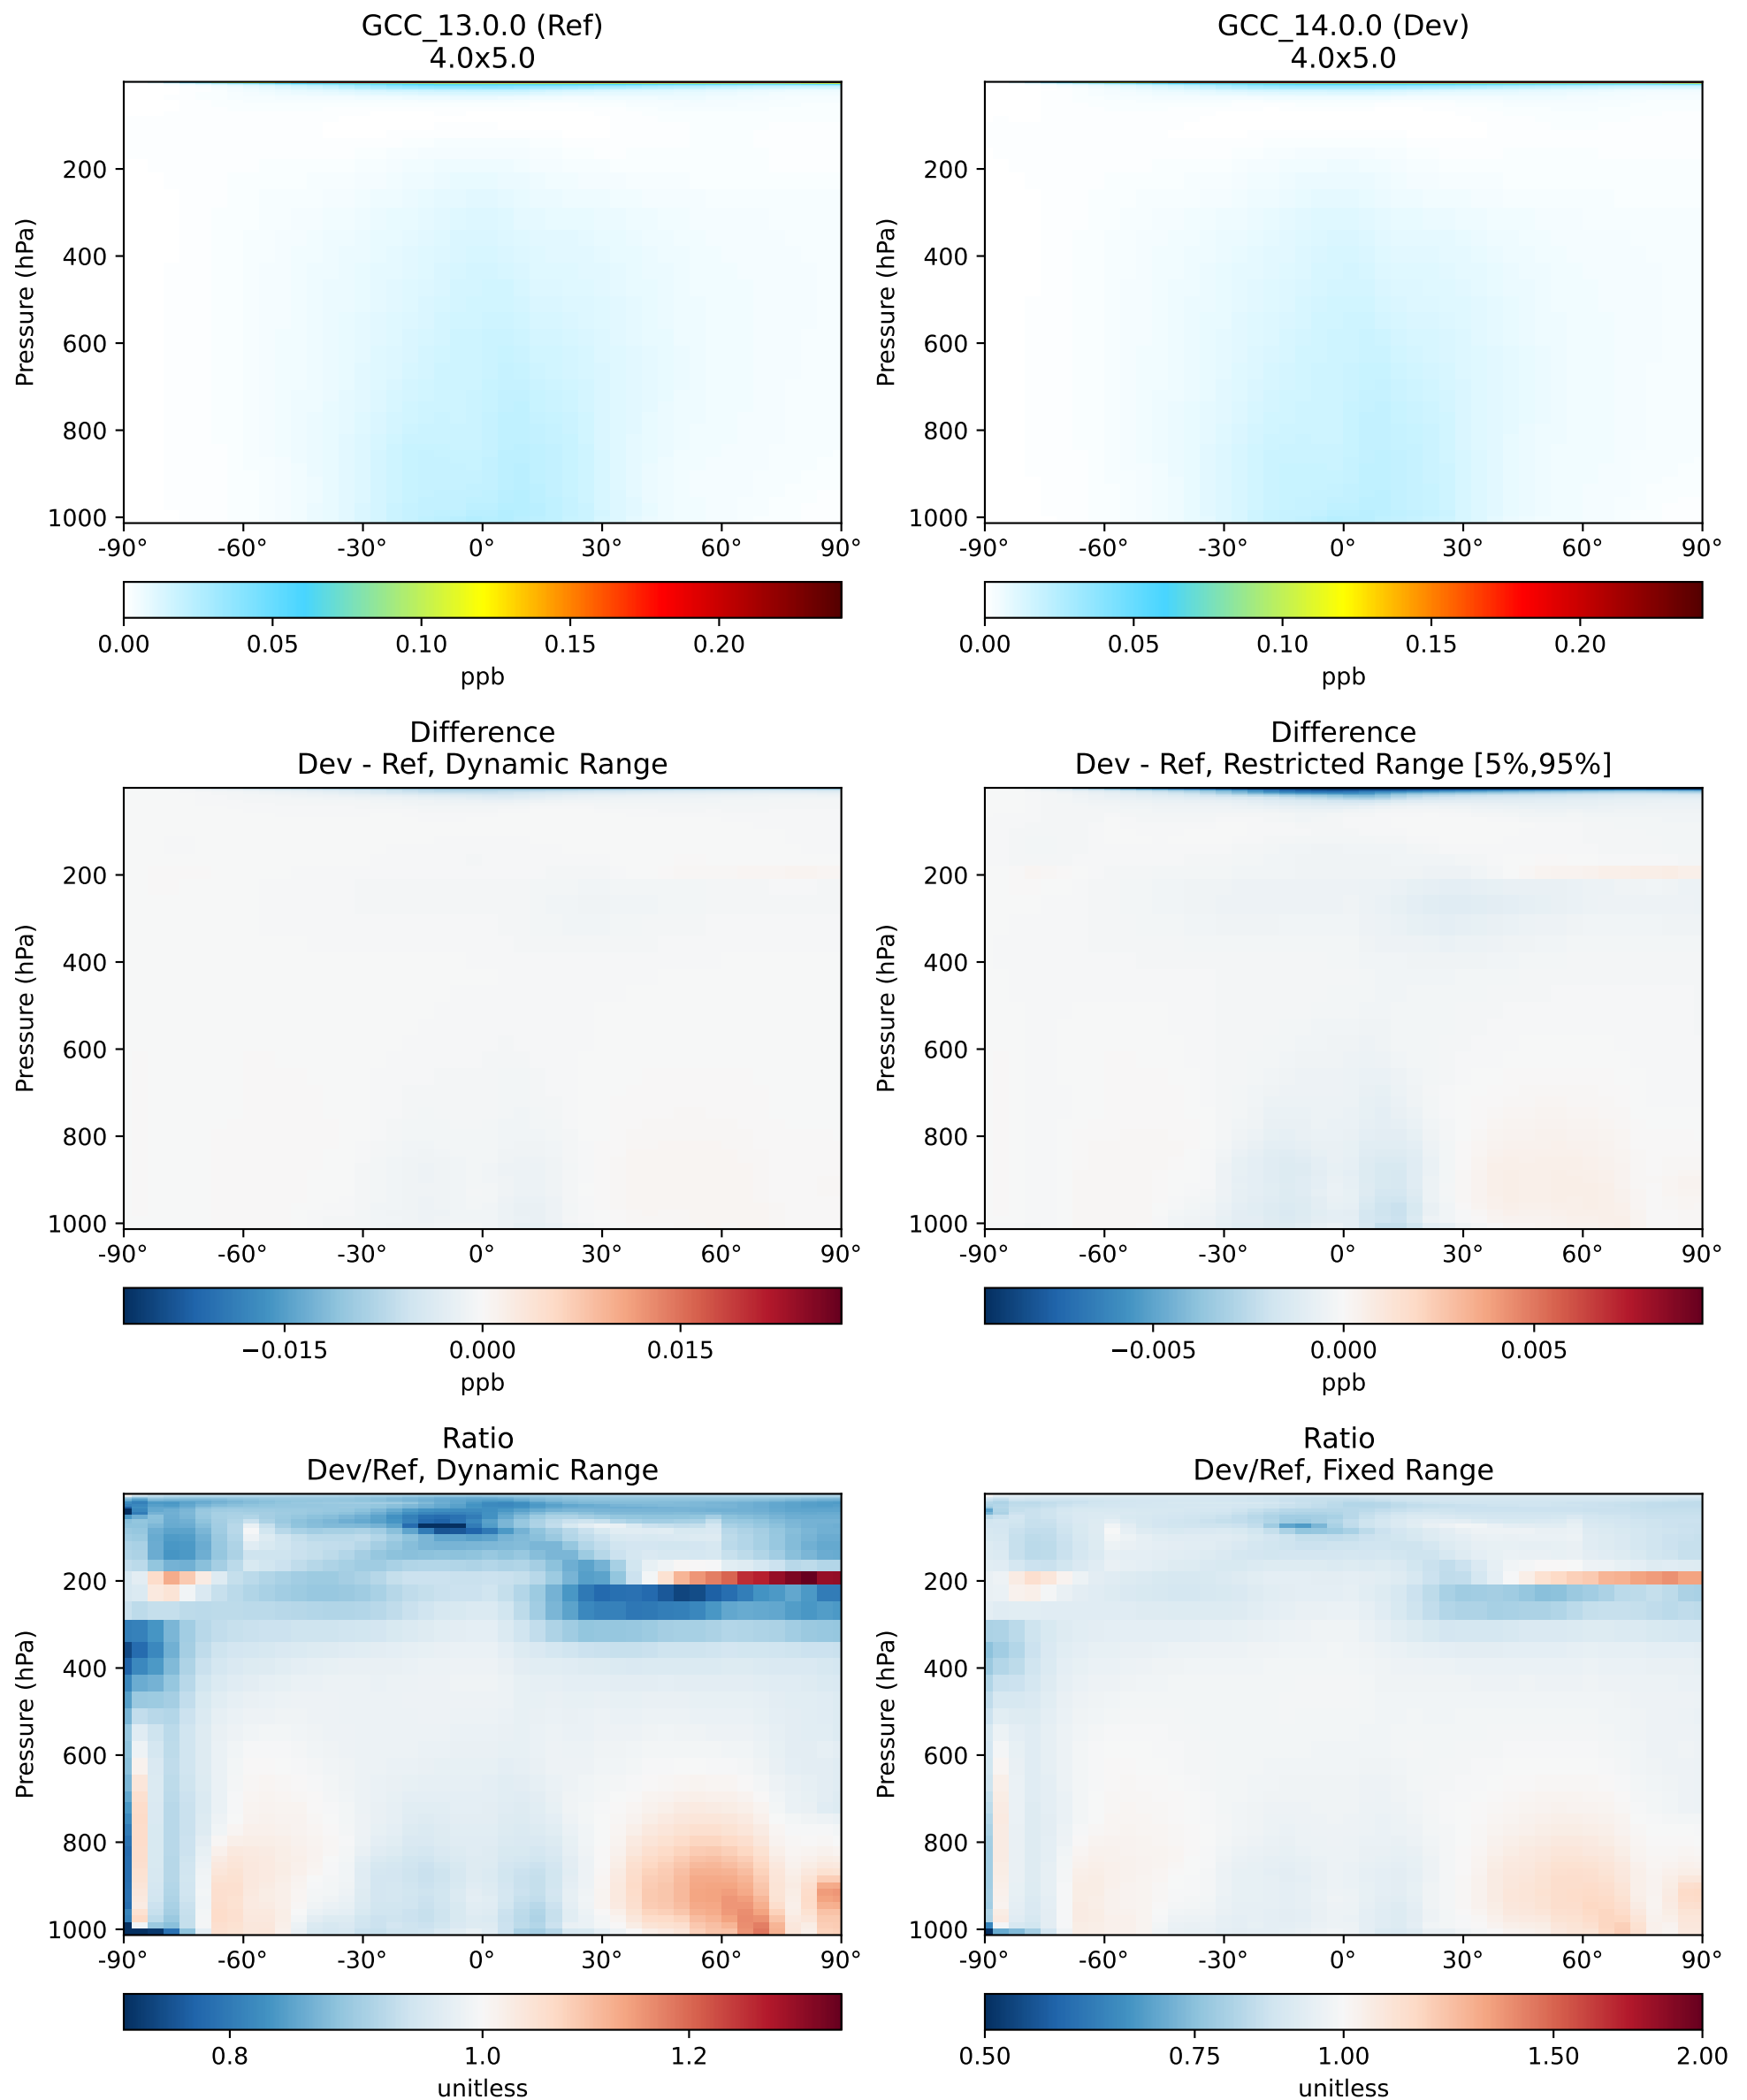 GCC_13.0.0 (Ref)
4.0x5.0
Pressure (hPa)
200
400
600
800
1000
-90° -60° -30° 0° 30° 60° 90°
0.00 0.05 0.10 0.15 0.20
ppb
GCC_14.0.0 (Dev)
4.0x5.0
Pressure (hPa)
200
400
600
800
1000
-90° -60° -30° 0° 30° 60° 90°
0.00 0.05 0.10 0.15 0.20
ppb
Difference
Dev - Ref, Dynamic Range
Pressure (hPa)
200
400
600
800
1000
-90° -60° -30° 0° 30° 60° 90°
−0.015 0.000 0.015
ppb
Difference
Dev - Ref, Restricted Range [5%,95%]
Pressure (hPa)
200
400
600
800
1000
-90° -60° -30° 0° 30° 60° 90°
−0.005 0.000 0.005
ppb
Ratio
Dev/Ref, Dynamic Range
Pressure (hPa)
200
400
600
800
1000
-90° -60° -30° 0° 30° 60° 90°
0.8 1.0 1.2
unitless
Ratio
Dev/Ref, Fixed Range
Pressure (hPa)
200
400
600
800
1000
-90° -60° -30° 0° 30° 60° 90°
0.50 0.75 1.00 1.50 2.00
unitless